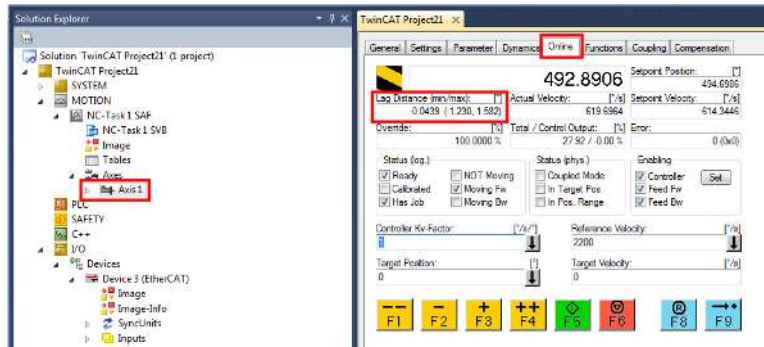 Solution Explorer
Solution 'TwinCAT Project21' (1 project)
TwinCAT Project21
SYSTEM
MOTION
NC-Task 1 SAF
NC-Task 1 SVB
Image
Tables
Axes
Axis 1
PLC
SAFETY
C++
I/O
Devices
Device 3 (EtherCAT)
Image
Image-Info
SyncUnits
Inputs
TwinCAT Project21
General Settings Parameter Dynamics Online Functions Coupling Compensation
492.8906 Setpoint Position: [°]
494.6986
Lag Distance (min/max): [°] Actual Velocity: [°/s] Setpoint Velocity: [°/s]
-0.0439 (-1.230, 1.582) 619.6964 614.3446
Override: [%] Total / Control Output: [%] Error:
100.0000 % 27.92 / -0.00 % 0 (0x0)
Status (log.) Status (phys.) Enabling
Ready NOT Moving Coupled Mode Controller Set
Calibrated Moving Fw In Target Pos. Feed Fw
Has Job Moving Bw In Pos. Range Feed Bw
Controller Kv-Factor: [°/s/°] Reference Velocity: [°/s]
1 2200
Target Position: [°] Target Velocity: [°/s]
0 0
-- - + ++ R
F1 F2 F3 F4 F5 F6 F8 F9